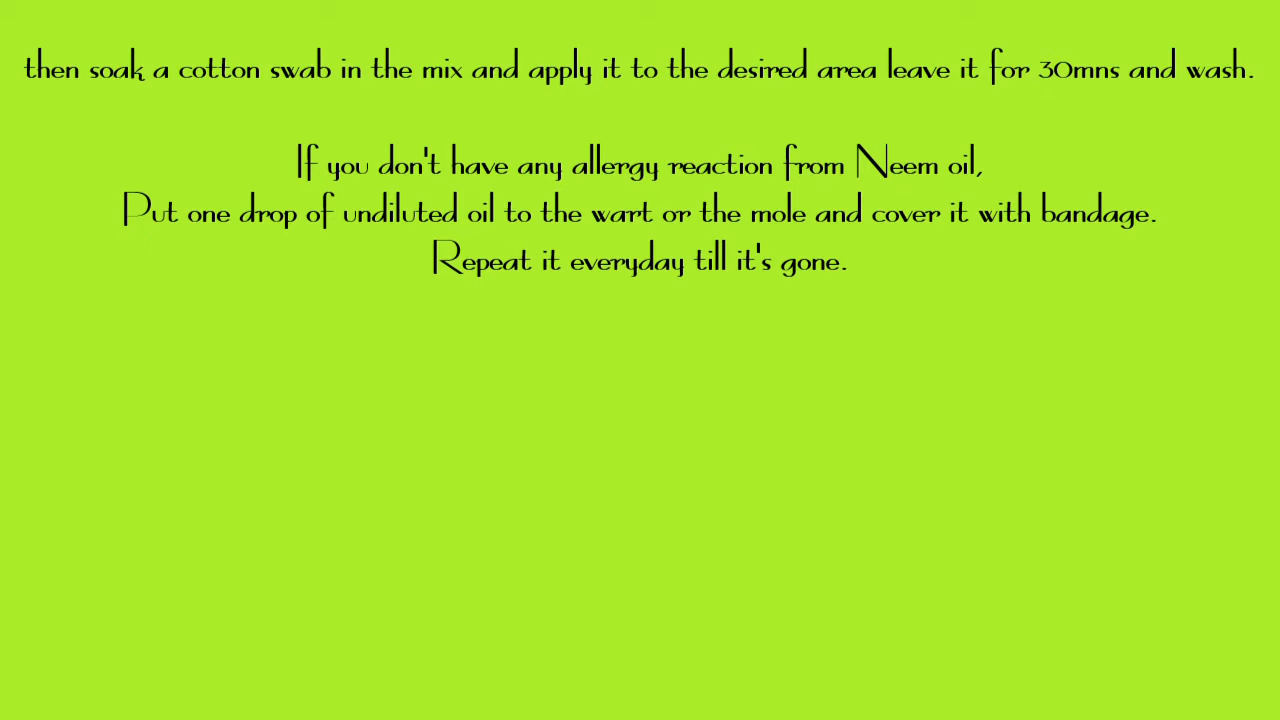 then soak a cotton swab in the mix and apply it to the desired area leave it for 30mns and wash.
If you don't have any allergy reaction from Neem oil,
Put one drop of undiluted oil to the wart or the mole and cover it with bandage.
Repeat it everyday till it's gone.